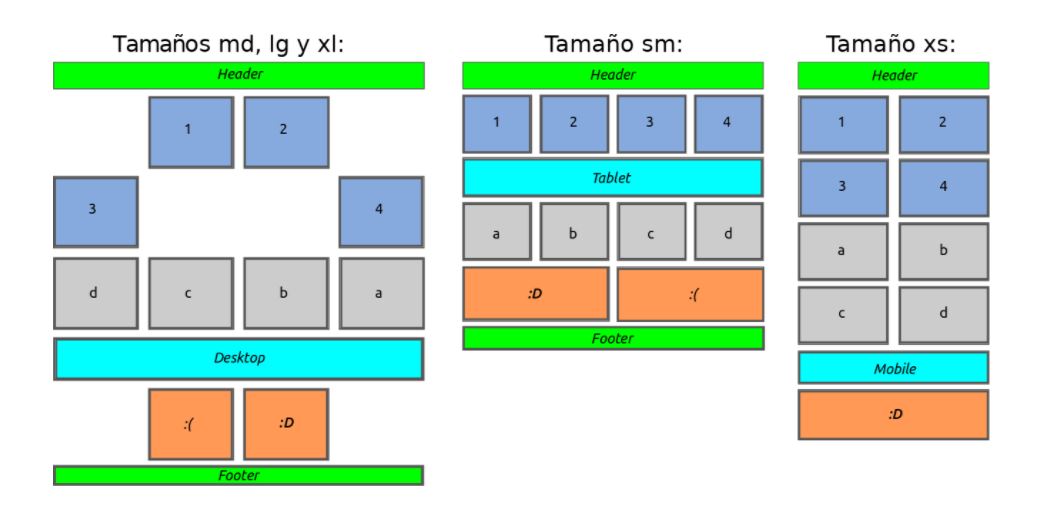 Tamaños md, lg y xl:
Header
1 2
3 4
d c b a
Desktop
:( :D
Footer
Tamaño sm:
Header
1 2 3 4
Tablet
a b c d
:D :(
Footer
Tamaño xs:
Header
1 2
3 4
a b
c d
Mobile
:D